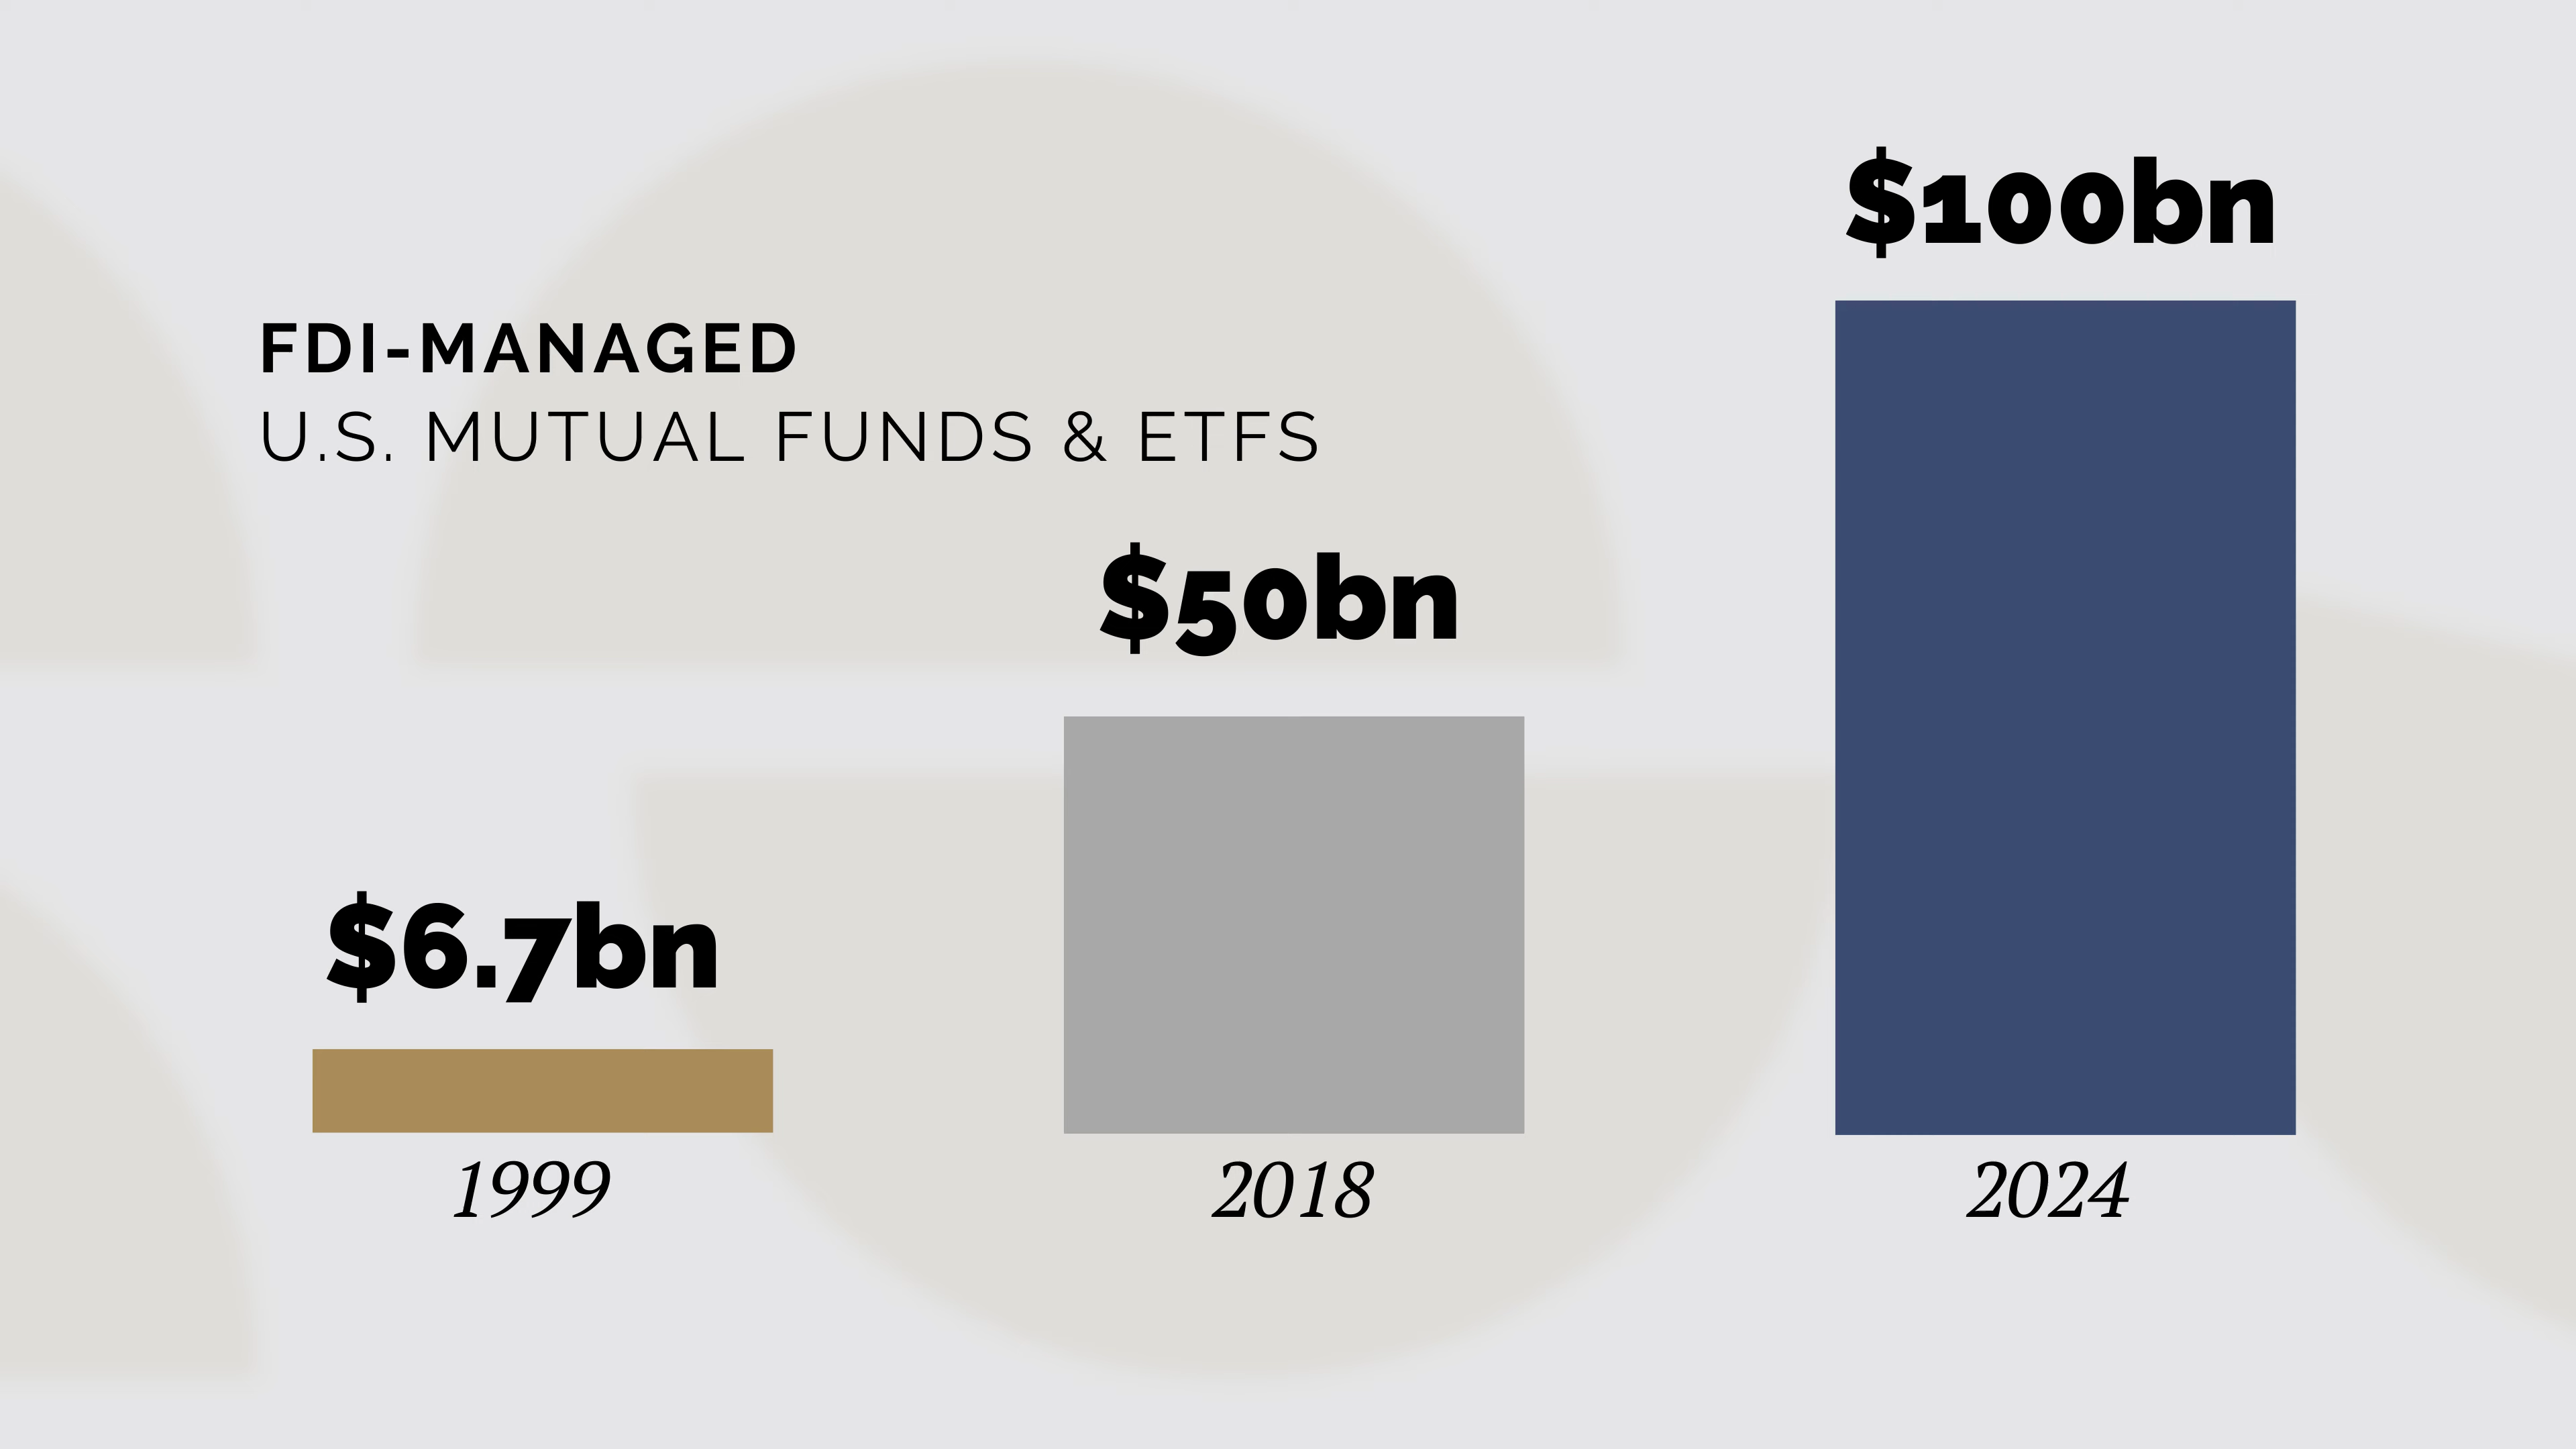 FDI-MANAGED
U.S. MUTUAL FUNDS & ETFS
$6.7bn
1999
$50bn
2018
$100bn
2024